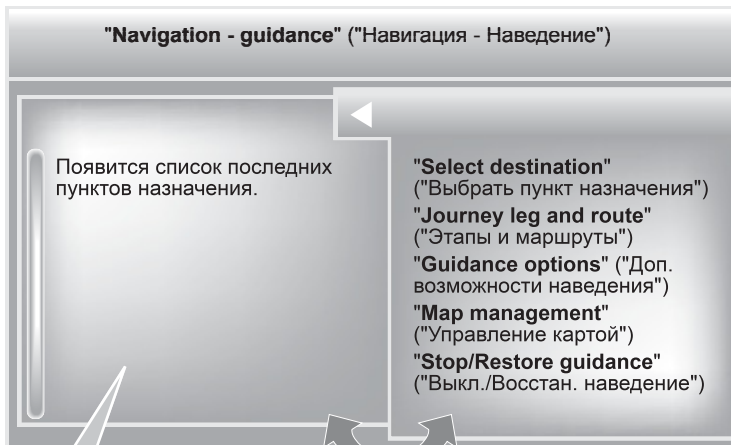 "Navigation - guidance" ("Навигация - Наведение")
Появится список последних
пунктов назначения.
"Select destination"
("Выбрать пункт назначения")
"Journey leg and route"
("Этапы и маршруты")
"Guidance options" ("Доп.
возможности наведения")
"Map management"
("Управление картой")
"Stop/Restore guidance"
("Выкл./Восстан. наведение")